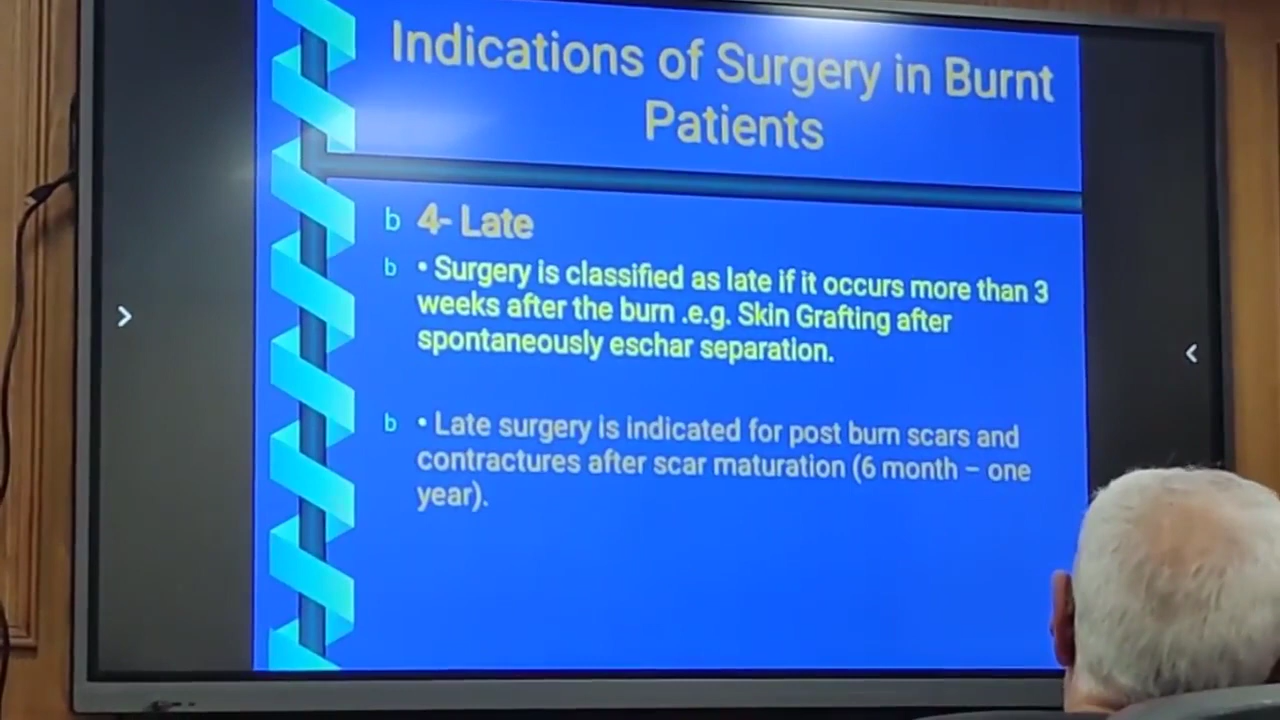 Indications of Surgery in Burnt
Patients
b 4- Late
b • Surgery is classified as late if it occurs more than 3
weeks after the burn .e.g. Skin Grafting after
spontaneously eschar separation.
b • Late surgery is indicated for post burn scars and
contractures after scar maturation (6 month – one
year).